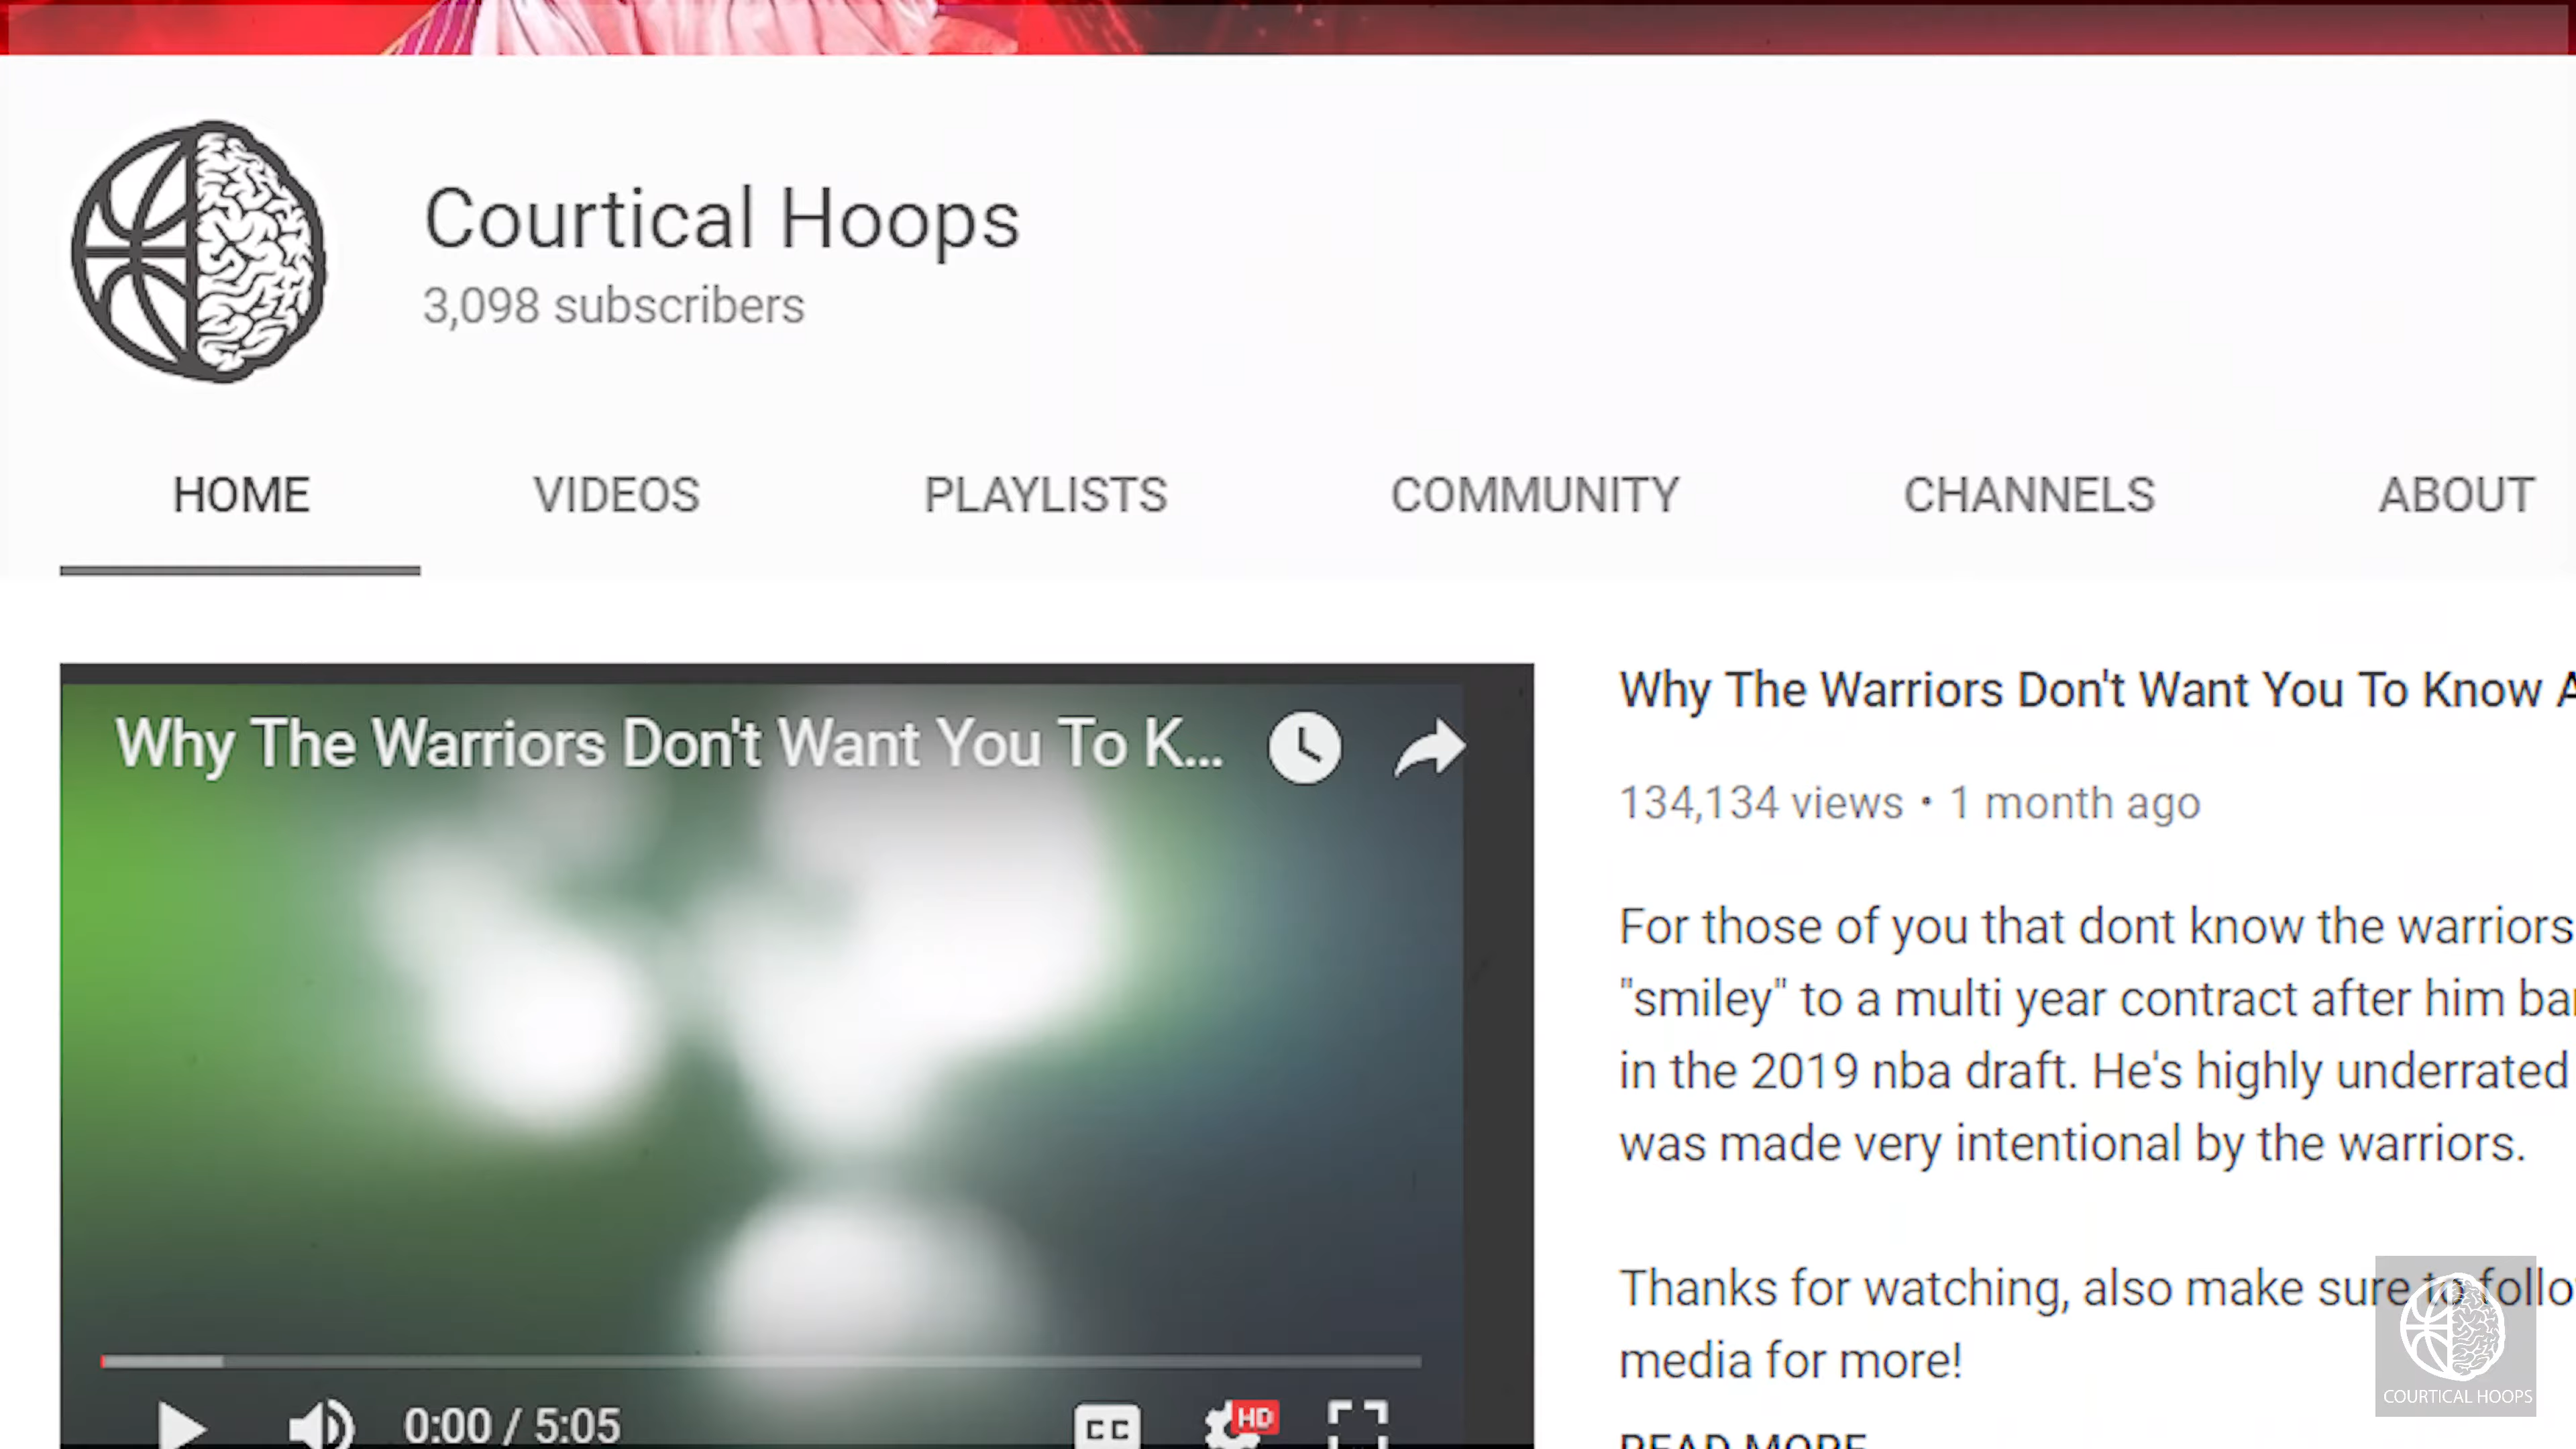 Courtical Hoops
3,098 subscribers
HOME VIDEOS PLAYLISTS COMMUNITY CHANNELS ABOUT
Why The Warriors Don't Want You To K...
0:00 / 5:05
CC
HD
Why The Warriors Don't Want You To Know A
134,134 views • 1 month ago
For those of you that dont know the warriors
"smiley" to a multi year contract after him
in the 2019 nba draft. He's highly underrated
was made very intentional by the warriors.
Thanks for watching, also make sure to follo
media for more!
READ MORE
COURTICAL HOOPS